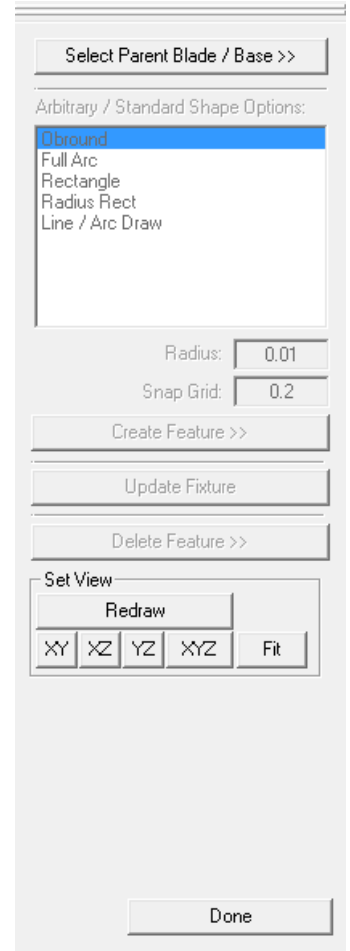 Select Parent Blade / Base >>
Arbitrary / Standard Shape Options:
Obround
Full Arc
Rectangle
Radius Rect
Line / Arc Draw
Radius: 0.01
Snap Grid: 0.2
Create Feature >>
Update Fixture
Delete Feature >>
Set View
Redraw
XY XZ YZ XYZ Fit
Done